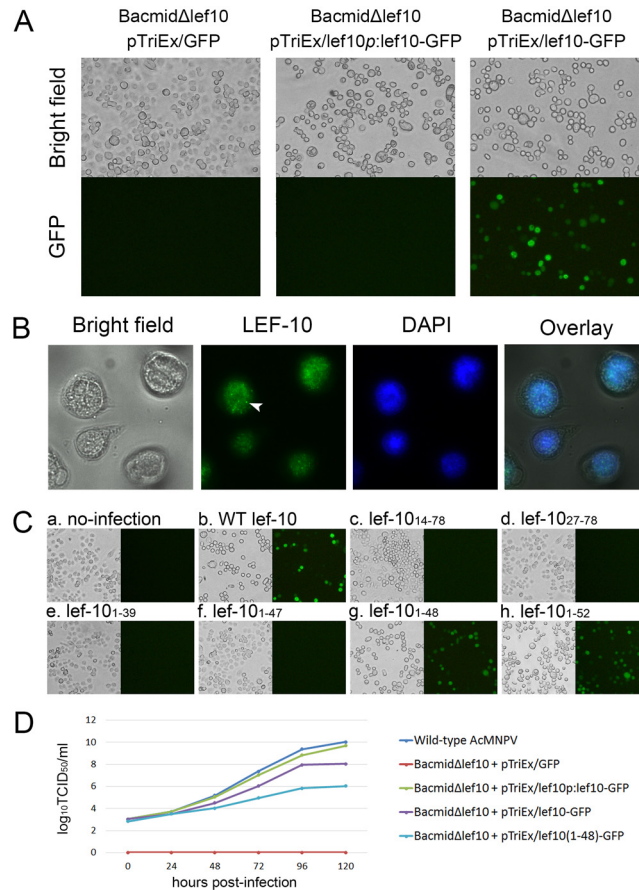 A
BacmidΔlef10
pTriEx/GFP
BacmidΔlef10
pTriEx/lef10p:lef10-GFP
BacmidΔlef10
pTriEx/lef10-GFP
Bright field
GFP
B
Bright field
LEF-10
DAPI
Overlay
C
a. no-infection
b. WT lef-10
c. lef-1014-78
d. lef-1027-78
e. lef-101-39
f. lef-101-47
g. lef-101-48
h. lef-101-52
D
log10TCID50/ml
12
10
8
6
4
2
0
0 24 48 72 96 120
hours post-infection
Wild-type AcMNPV
BacmidΔlef10 + pTriEx/GFP
BacmidΔlef10 + pTriEx/lef10p:lef10-GFP
BacmidΔlef10 + pTriEx/lef10-GFP
BacmidΔlef10 + pTriEx/lef10(1-48)-GFP